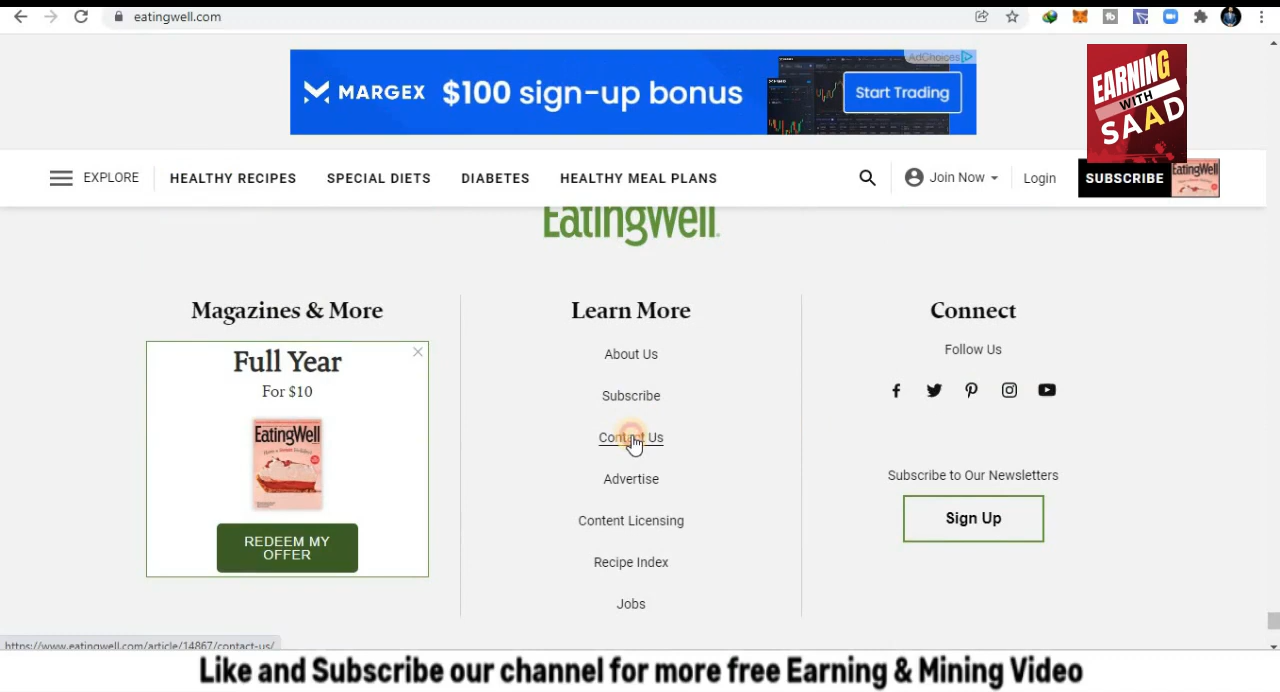 eatingwell.com
AdChoices
MARGEX $100 sign-up bonus Start Trading
EARNING
WITH
SAAD
EXPLORE HEALTHY RECIPES SPECIAL DIETS DIABETES HEALTHY MEAL PLANS Join Now Login SUBSCRIBE EatingWell
EatingWell
Magazines & More
Full Year
For $10
EatingWell
REDEEM MY
OFFER
Learn More
About Us
Subscribe
Contact Us
Advertise
Content Licensing
Recipe Index
Jobs
Connect
Follow Us
Subscribe to Our Newsletters
Sign Up
https://www.eatingwell.com/article/14867/contact-us/
Like and Subscribe our channel for more free Earning & Mining Video